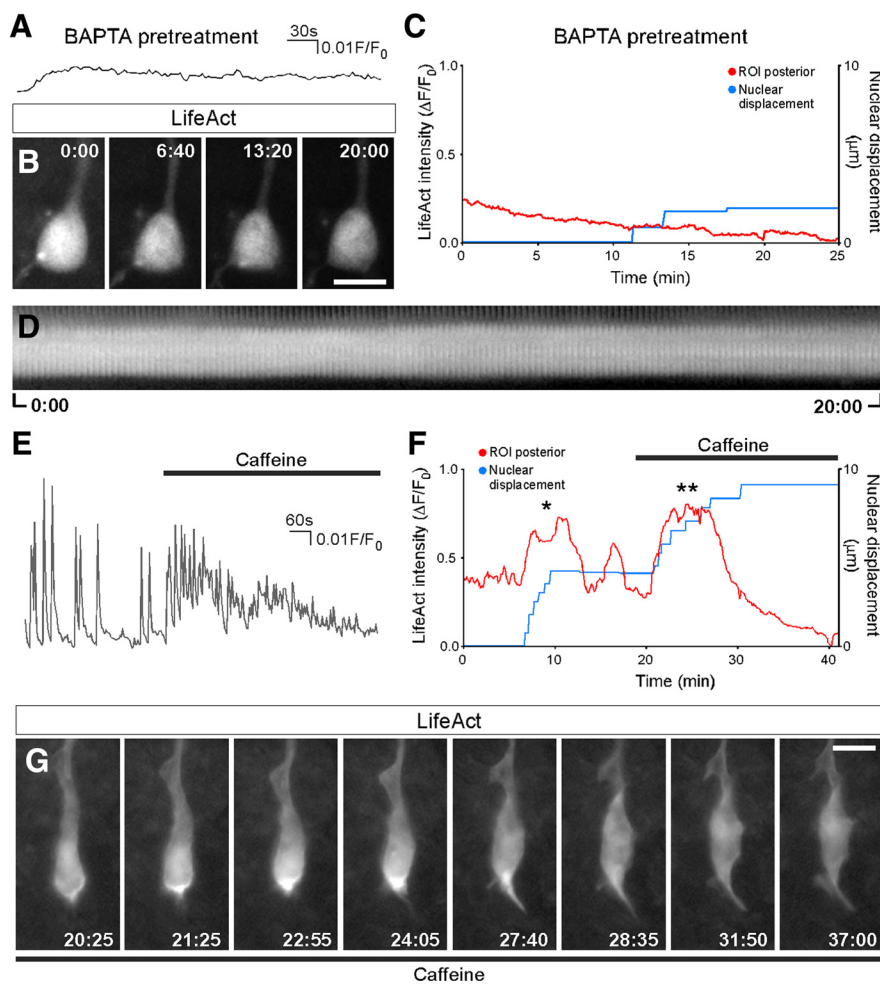 A
BAPTA pretreatment
30s
0.01F/F0
LifeAct
B
0:00
6:40
13:20
20:00
C
BAPTA pretreatment
LifeAct intensity (ΔF/F0)
1.0
0.5
0.0
ROI posterior
Nuclear
displacement
10
0
Nuclear displacement
(µm)
0
5
10
15
20
25
Time (min)
D
0:00
20:00
E
Caffeine
60s
0.01F/F0
F
Caffeine
ROI posterior
Nuclear
displacement
LifeAct intensity (ΔF/F0)
1.0
0.5
0.0
*
**
10
0
Nuclear displacement
(µm)
0
10
20
30
40
Time (min)
LifeAct
G
20:25
21:25
22:55
24:05
27:40
28:35
31:50
37:00
Caffeine